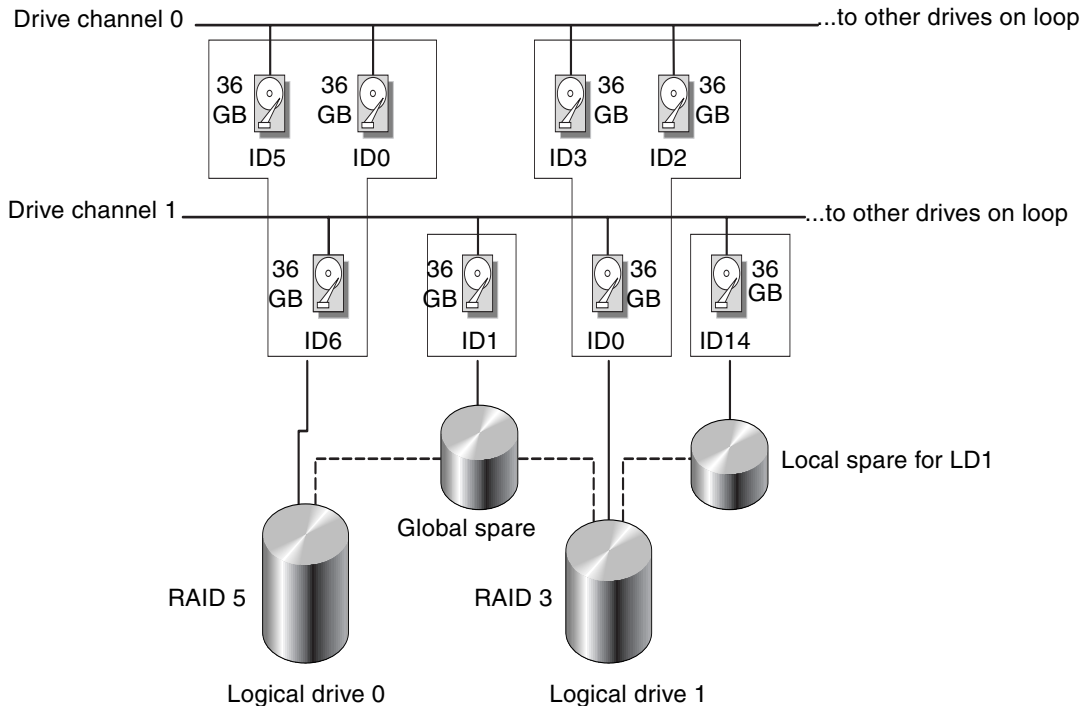 Drive channel 0
...to other drives on loop
36
GB
36
GB
36
GB
36
GB
ID5
ID0
ID3
ID2
Drive channel 1
...to other drives on loop
36
GB
36
GB
36
GB
36
GB
ID6
ID1
ID0
ID14
Local spare for LD1
Global spare
RAID 5
RAID 3
Logical drive 0
Logical drive 1